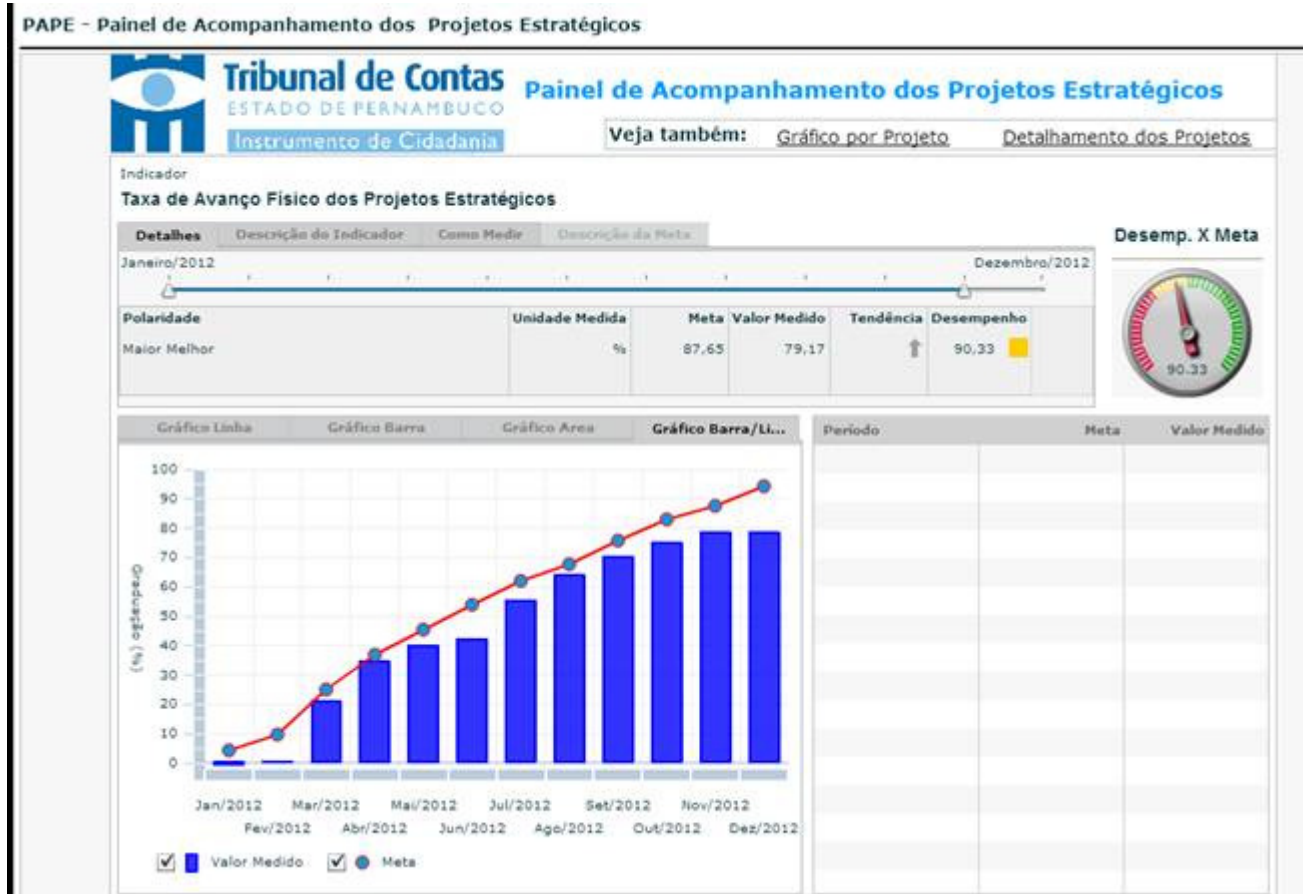 PAPE - Painel de Acompanhamento dos Projetos Estratégicos
Tribunal de Contas
ESTADO DE PERNAMBUCO
Instrumento de Cidadania
Painel de Acompanhamento dos Projetos Estratégicos
Veja também: Gráfico por Projeto Detalhamento dos Projetos
Indicador
Taxa de Avanço Físico dos Projetos Estratégicos
Detalhes Descrição do Indicador Como Medir Descrição da Meta
Desemp. X Meta
Janeiro/2012 Dezembro/2012
Polaridade Unidade Medida Meta Valor Medido Tendência Desempenho
Maior Melhor % 87,65 79,17 90,33
90.33
Gráfico Linha Gráfico Barra Gráfico Area Gráfico Barra/Li...
Período Meta Valor Medido
100
90
80
70
60
50
40
30
20
10
0
(%)
Jan/2012 Mar/2012 Mai/2012 Jul/2012 Set/2012 Nov/2012
Fev/2012 Abr/2012 Jun/2012 Ago/2012 Out/2012 Dez/2012
Valor Medido Meta